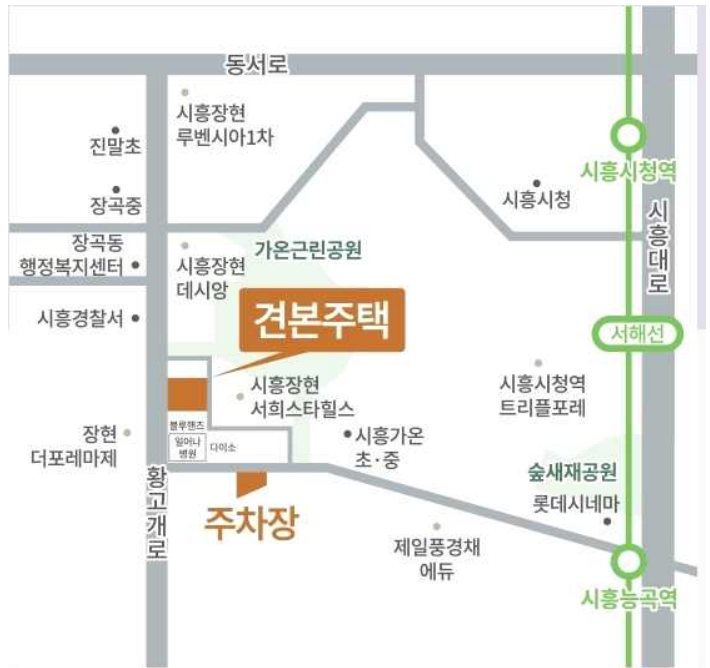 동서로
시흥장현
루벤시아1차
진말초
시흥시청역
장곡중
시흥시청
시흥대로
장곡동
행정복지센터
시흥장현
데시앙
가온근린공원
견본주택
시흥경찰서
서해선
시흥장현
서희스타힐스
시흥시청역
트리플포레
블루핸즈
일어나
병원
다이소
장현
더포레마제
시흥가온
초·중
황고개로
숲새재공원
롯데시네마
주차장
제일풍경채
에듀
시흥능곡역